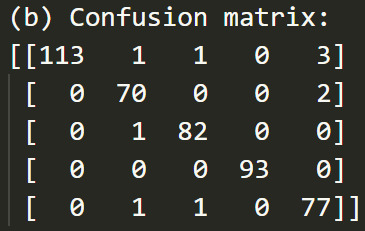 (b) Confusion matrix:
[[113 1 1 0 3]
[ 0 70 0 0 2]
[ 0 1 82 0 0]
[ 0 0 0 93 0]
[ 0 1 1 0 77]]